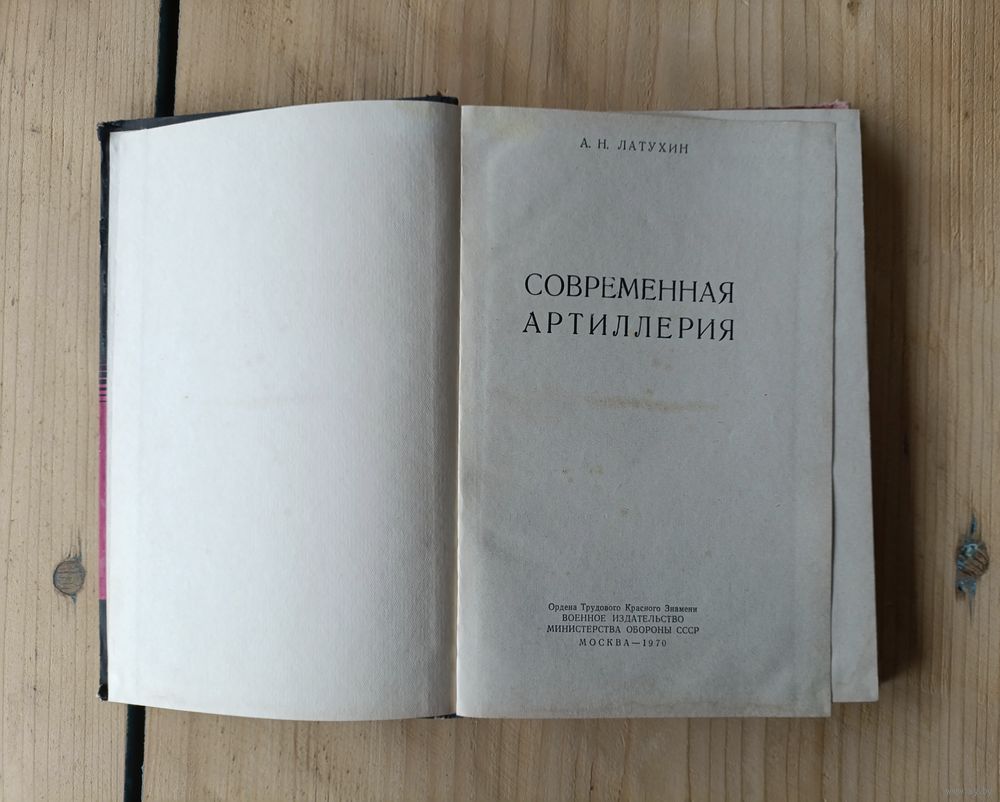 А. Н. ЛАТУХИН
СОВРЕМЕННАЯ
АРТИЛЛЕРИЯ
Ордена Трудового Красного Знамени
ВОЕННОЕ ИЗДАТЕЛЬСТВО
МИНИСТЕРСТВА ОБОРОНЫ СССР
МОСКВА—1970